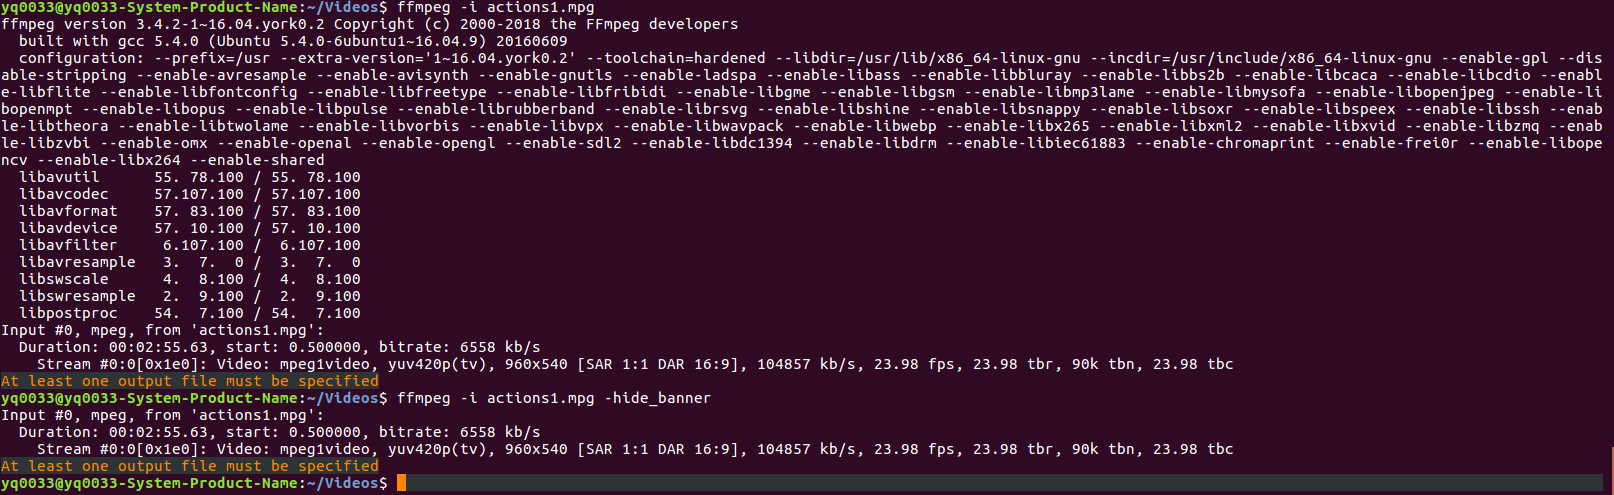 yq0033@yq0033-System-Product-Name:~/Videos$ ffmpeg -i actions1.mpg
ffmpeg version 3.4.2-1~16.04.york0.2 Copyright (c) 2000-2018 the FFmpeg developers
  built with gcc 5.4.0 (Ubuntu 5.4.0-6ubuntu1~16.04.9) 20160609
  configuration: --prefix=/usr --extra-version='1~16.04.york0.2' --toolchain=hardened --libdir=/usr/lib/x86_64-linux-gnu --incdir=/usr/include/x86_64-linux-gnu --enable-gpl --dis
able-stripping --enable-avresample --enable-avisynth --enable-gnutls --enable-ladspa --enable-libass --enable-libbluray --enable-libbs2b --enable-libcaca --enable-libcdio --enabl
e-libflite --enable-libfontconfig --enable-libfreetype --enable-libfribidi --enable-libgme --enable-libgsm --enable-libmp3lame --enable-libmysofa --enable-libopenjpeg --enable-li
bopenmpt --enable-libopus --enable-libpulse --enable-librubberband --enable-librsvg --enable-libshine --enable-libsnappy --enable-libsoxr --enable-libspeex --enable-libssh --enab
le-libtheora --enable-libtwolame --enable-libvorbis --enable-libvpx --enable-libwavpack --enable-libwebp --enable-libx265 --enable-libxml2 --enable-libxvid --enable-libzmq --enab
le-libzvbi --enable-omx --enable-openal --enable-opengl --enable-sdl2 --enable-libdc1394 --enable-libdrm --enable-libiec61883 --enable-chromaprint --enable-frei0r --enable-libope
ncv --enable-libx264 --enable-shared
  libavutil      55. 78.100 / 55. 78.100
  libavcodec     57.107.100 / 57.107.100
  libavformat    57. 83.100 / 57. 83.100
  libavdevice    57. 10.100 / 57. 10.100
  libavfilter     6.107.100 /  6.107.100
  libavresample   3.  7.  0 /  3.  7.  0
  libswscale      4.  8.100 /  4.  8.100
  libswresample   2.  9.100 /  2.  9.100
  libpostproc    54.  7.100 / 54.  7.100
Input #0, mpeg, from 'actions1.mpg':
  Duration: 00:02:55.63, start: 0.500000, bitrate: 6558 kb/s
    Stream #0:0[0x1e0]: Video: mpeg1video, yuv420p(tv), 960x540 [SAR 1:1 DAR 16:9], 104857 kb/s, 23.98 fps, 23.98 tbr, 90k tbn, 23.98 tbc
At least one output file must be specified
yq0033@yq0033-System-Product-Name:~/Videos$ ffmpeg -i actions1.mpg -hide_banner
Input #0, mpeg, from 'actions1.mpg':
  Duration: 00:02:55.63, start: 0.500000, bitrate: 6558 kb/s
    Stream #0:0[0x1e0]: Video: mpeg1video, yuv420p(tv), 960x540 [SAR 1:1 DAR 16:9], 104857 kb/s, 23.98 fps, 23.98 tbr, 90k tbn, 23.98 tbc
At least one output file must be specified
yq0033@yq0033-System-Product-Name:~/Videos$